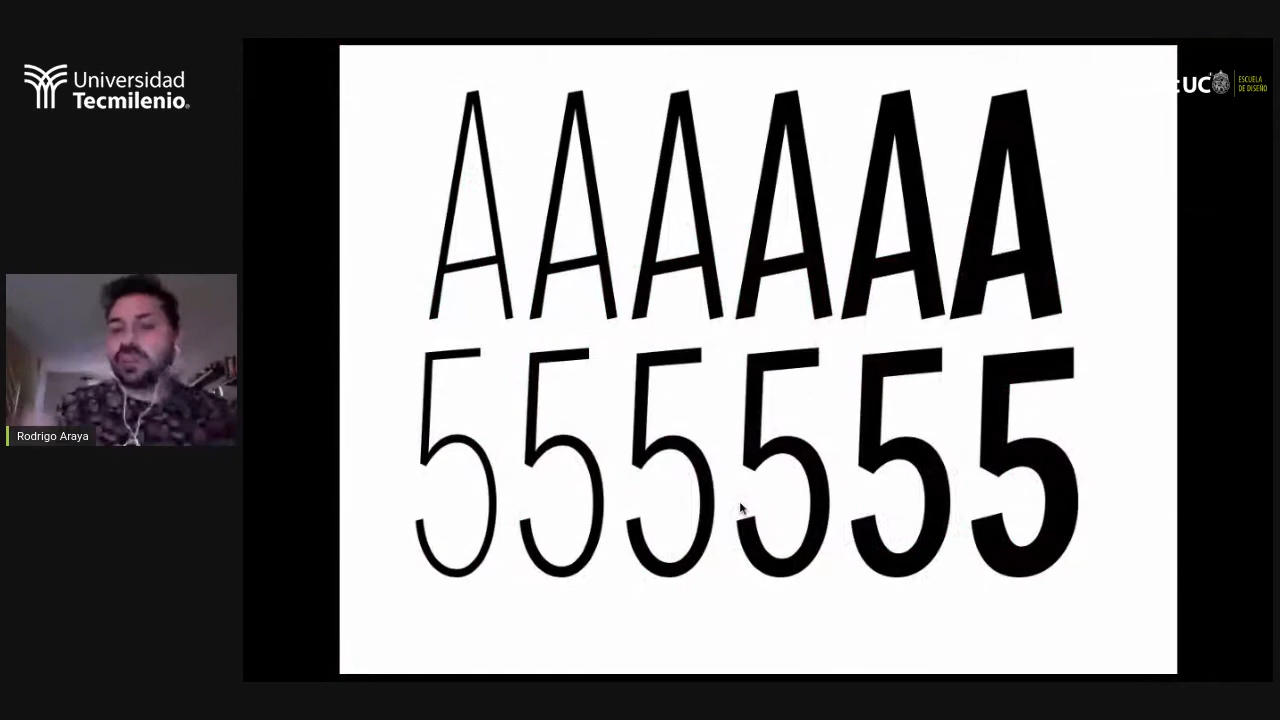 Universidad
Tecmilenio
UC
ESCUELA
DE DISEÑO
AAAAAA
555555
Rodrigo Araya